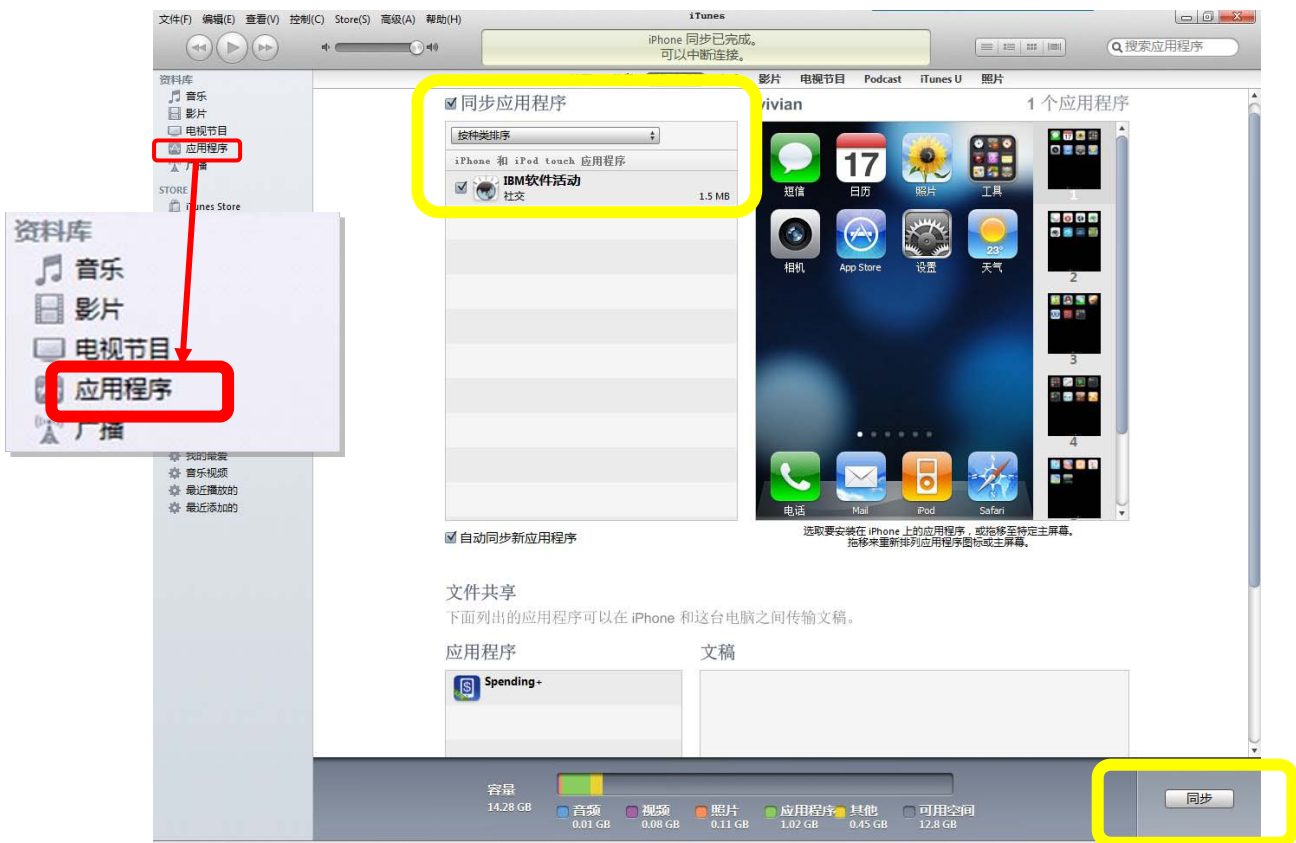 文件(F) 编辑(E) 查看(V) 控制(C) Store(S) 高级(A) 帮助(H)
iTunes
iPhone 同步已完成。
可以中断连接。
搜索应用程序
资料库
音乐
影片
电视节目
应用程序
广播
STORE
iTunes Store
资料库
音乐
影片
电视节目
应用程序
广播
我的最爱
音乐视频
最近播放的
最近添加的
影片 电视节目 Podcast iTunes U 照片
同步应用程序
vivian
1 个应用程序
按种类排序
iPhone 和 iPod touch 应用程序
IBM软件活动
社交
1.5 MB
17
短信 日历 照片 工具
23°
相机 App Store 设置 天气
电话 Mail iPod Safari
1
2
3
4
选取要安装在 iPhone 上的应用程序，或拖移至特定主屏幕。
拖移来重新排列应用程序图标或主屏幕。
自动同步新应用程序
文件共享
下面列出的应用程序可以在 iPhone 和这台电脑之间传输文稿。
应用程序
文稿
Spending+
容量
14.28 GB
音频
0.01 GB
视频
0.08 GB
照片
0.11 GB
应用程序
1.02 GB
其他
0.45 GB
可用空间
12.8 GB
同步